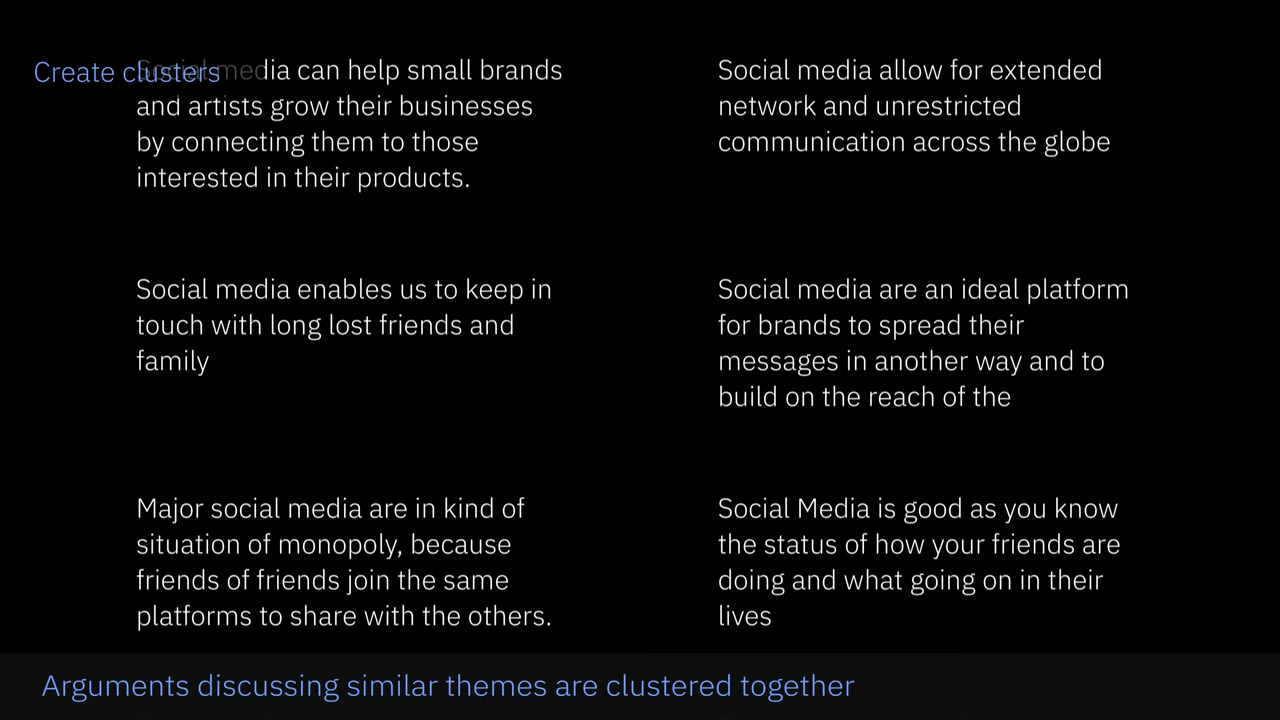 Create clusters
Social media can help small brands
and artists grow their businesses
by connecting them to those
interested in their products.
Social media allow for extended
network and unrestricted
communication across the globe
Social media enables us to keep in
touch with long lost friends and
family
Social media are an ideal platform
for brands to spread their
messages in another way and to
build on the reach of the
Major social media are in kind of
situation of monopoly, because
friends of friends join the same
platforms to share with the others.
Social Media is good as you know
the status of how your friends are
doing and what going on in their
lives
Arguments discussing similar themes are clustered together